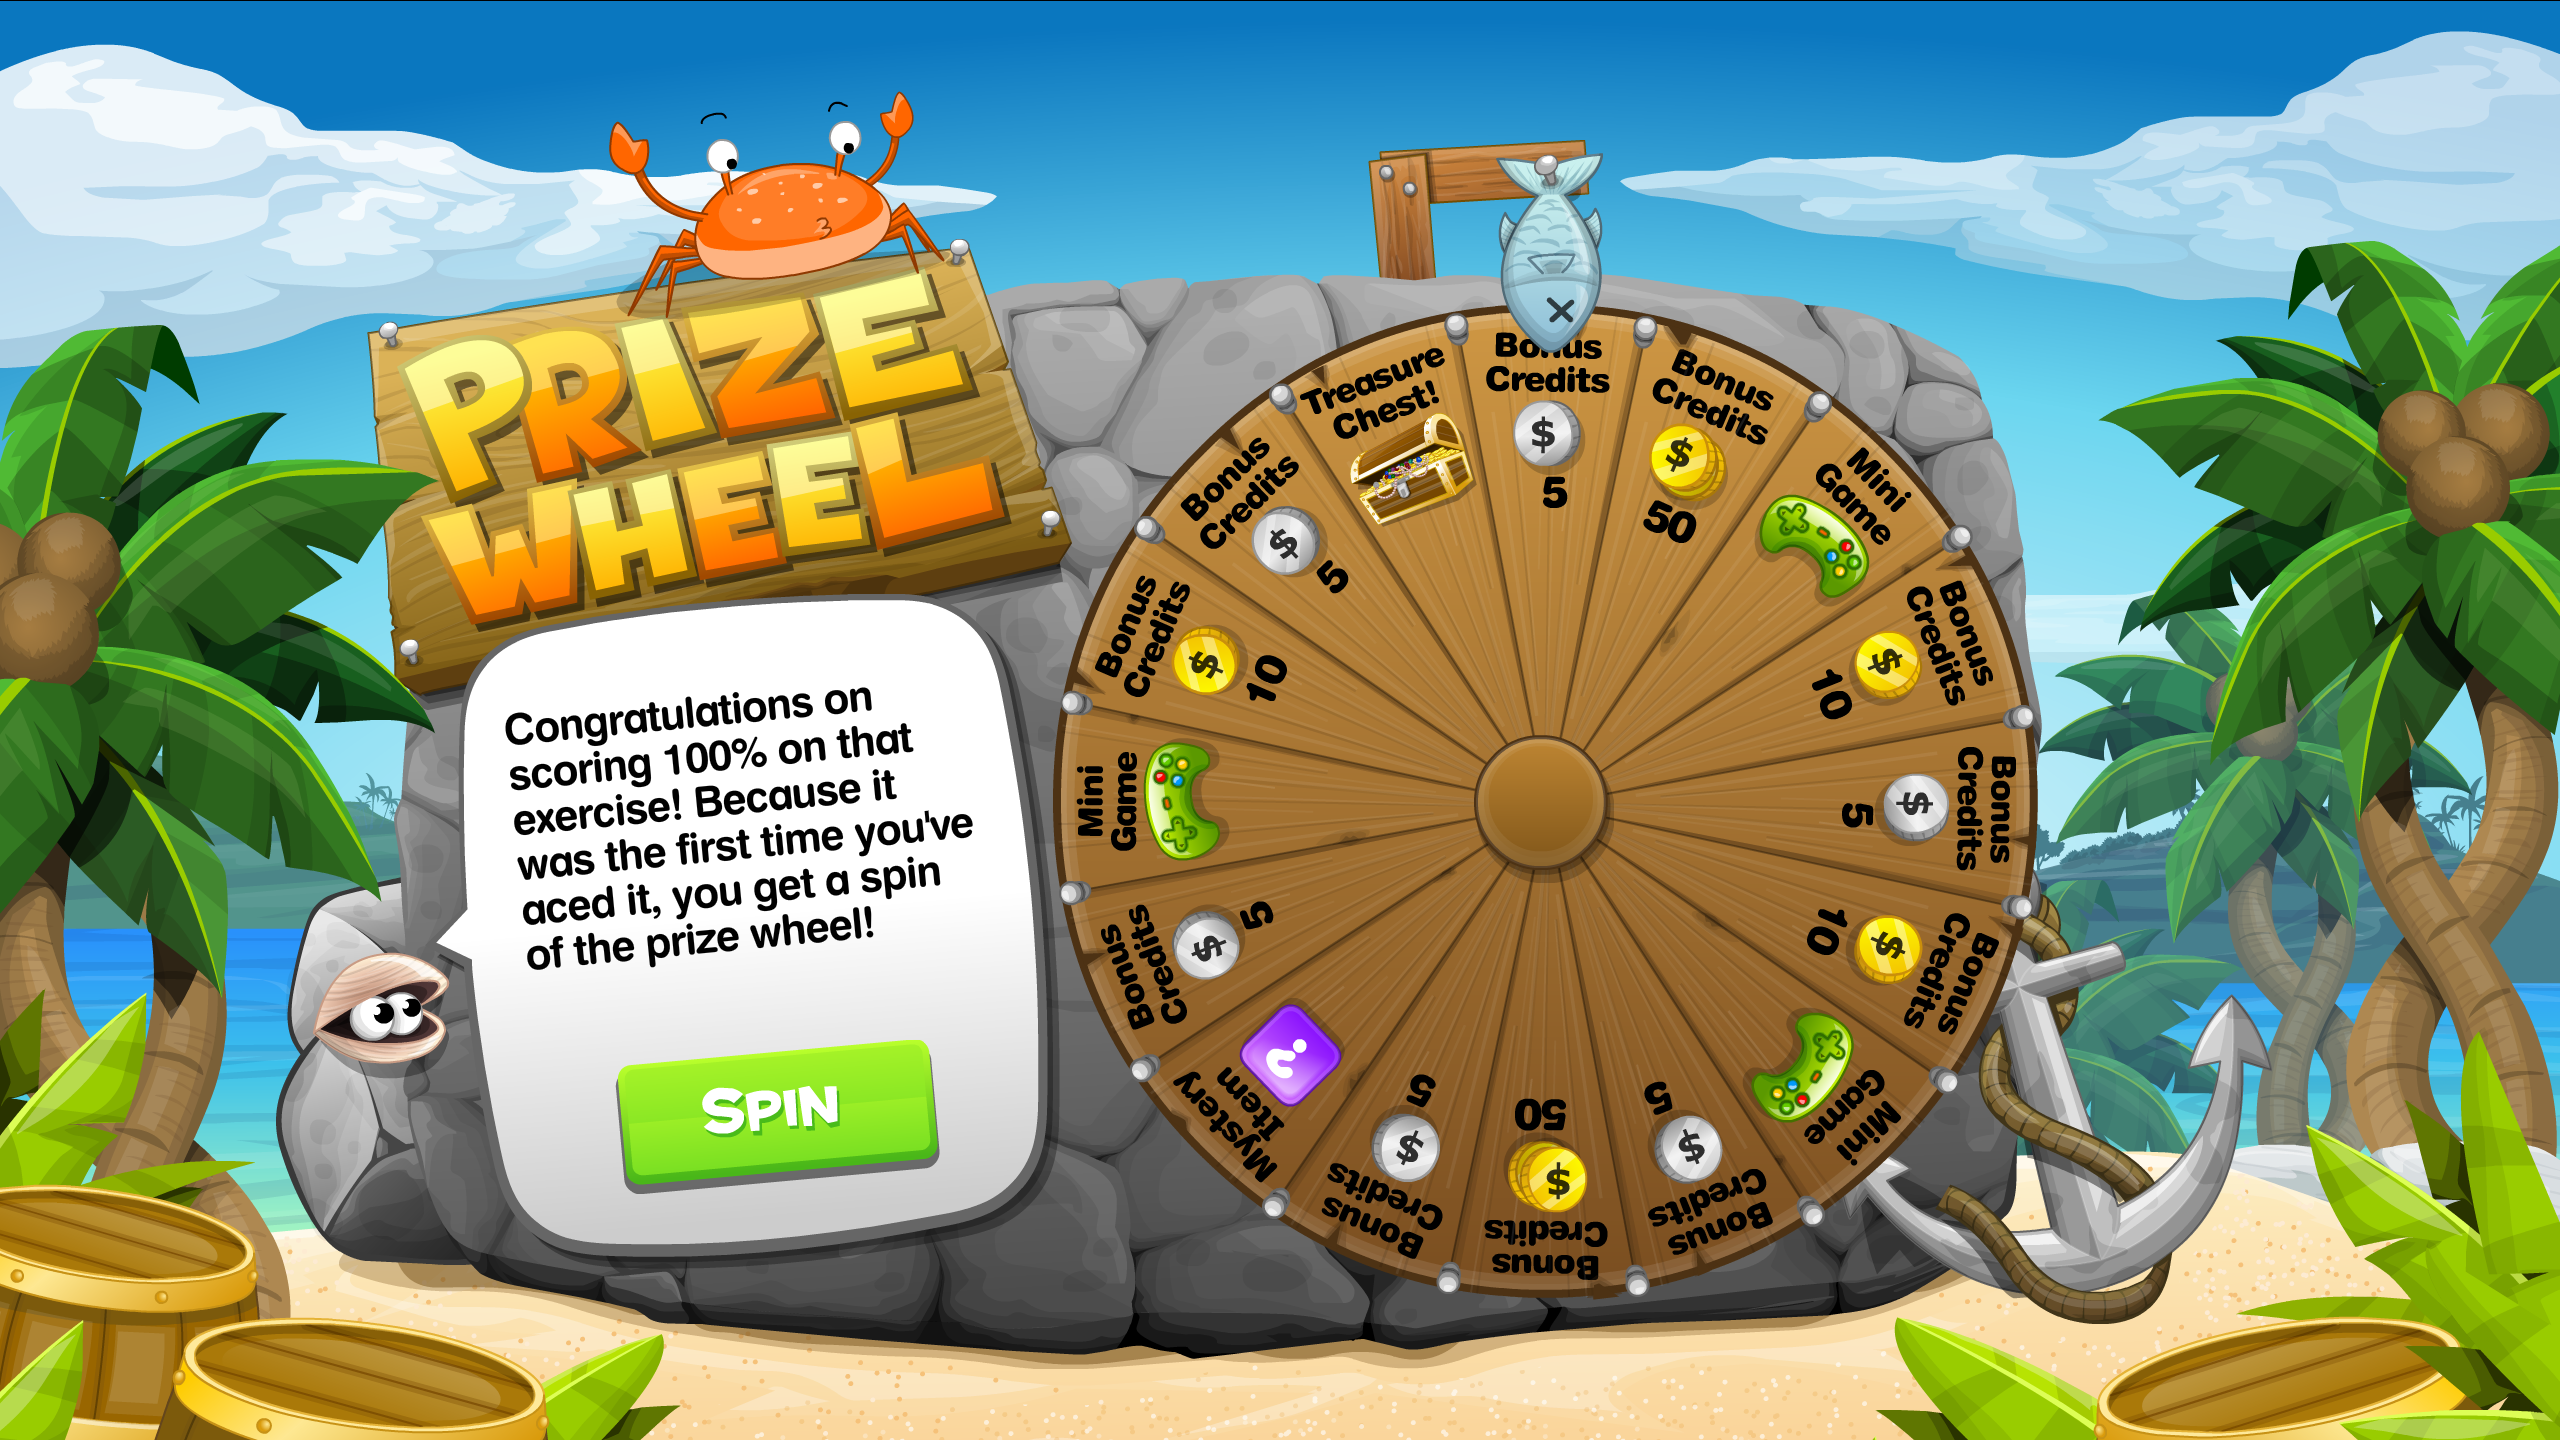 PRIZE
WHEEL
Congratulations on
scoring 100% on that
exercise! Because it
was the first time you've
aced it, you get a spin
of the prize wheel!
SPIN
Bonus
Credits
$
5
Bonus
Credits
$
50
Mini
Game
Bonus
Credits
$
10
Bonus
Credits
$
5
Bonus
Credits
$
10
Mini
Game
Bonus
Credits
$
5
Bonus
Credits
$
50
Bonus
Credits
$
5
Mystery
Item
?
Bonus
Credits
$
5
Mini
Game
Bonus
Credits
$
10
Bonus
Credits
$
5
Treasure
Chest!